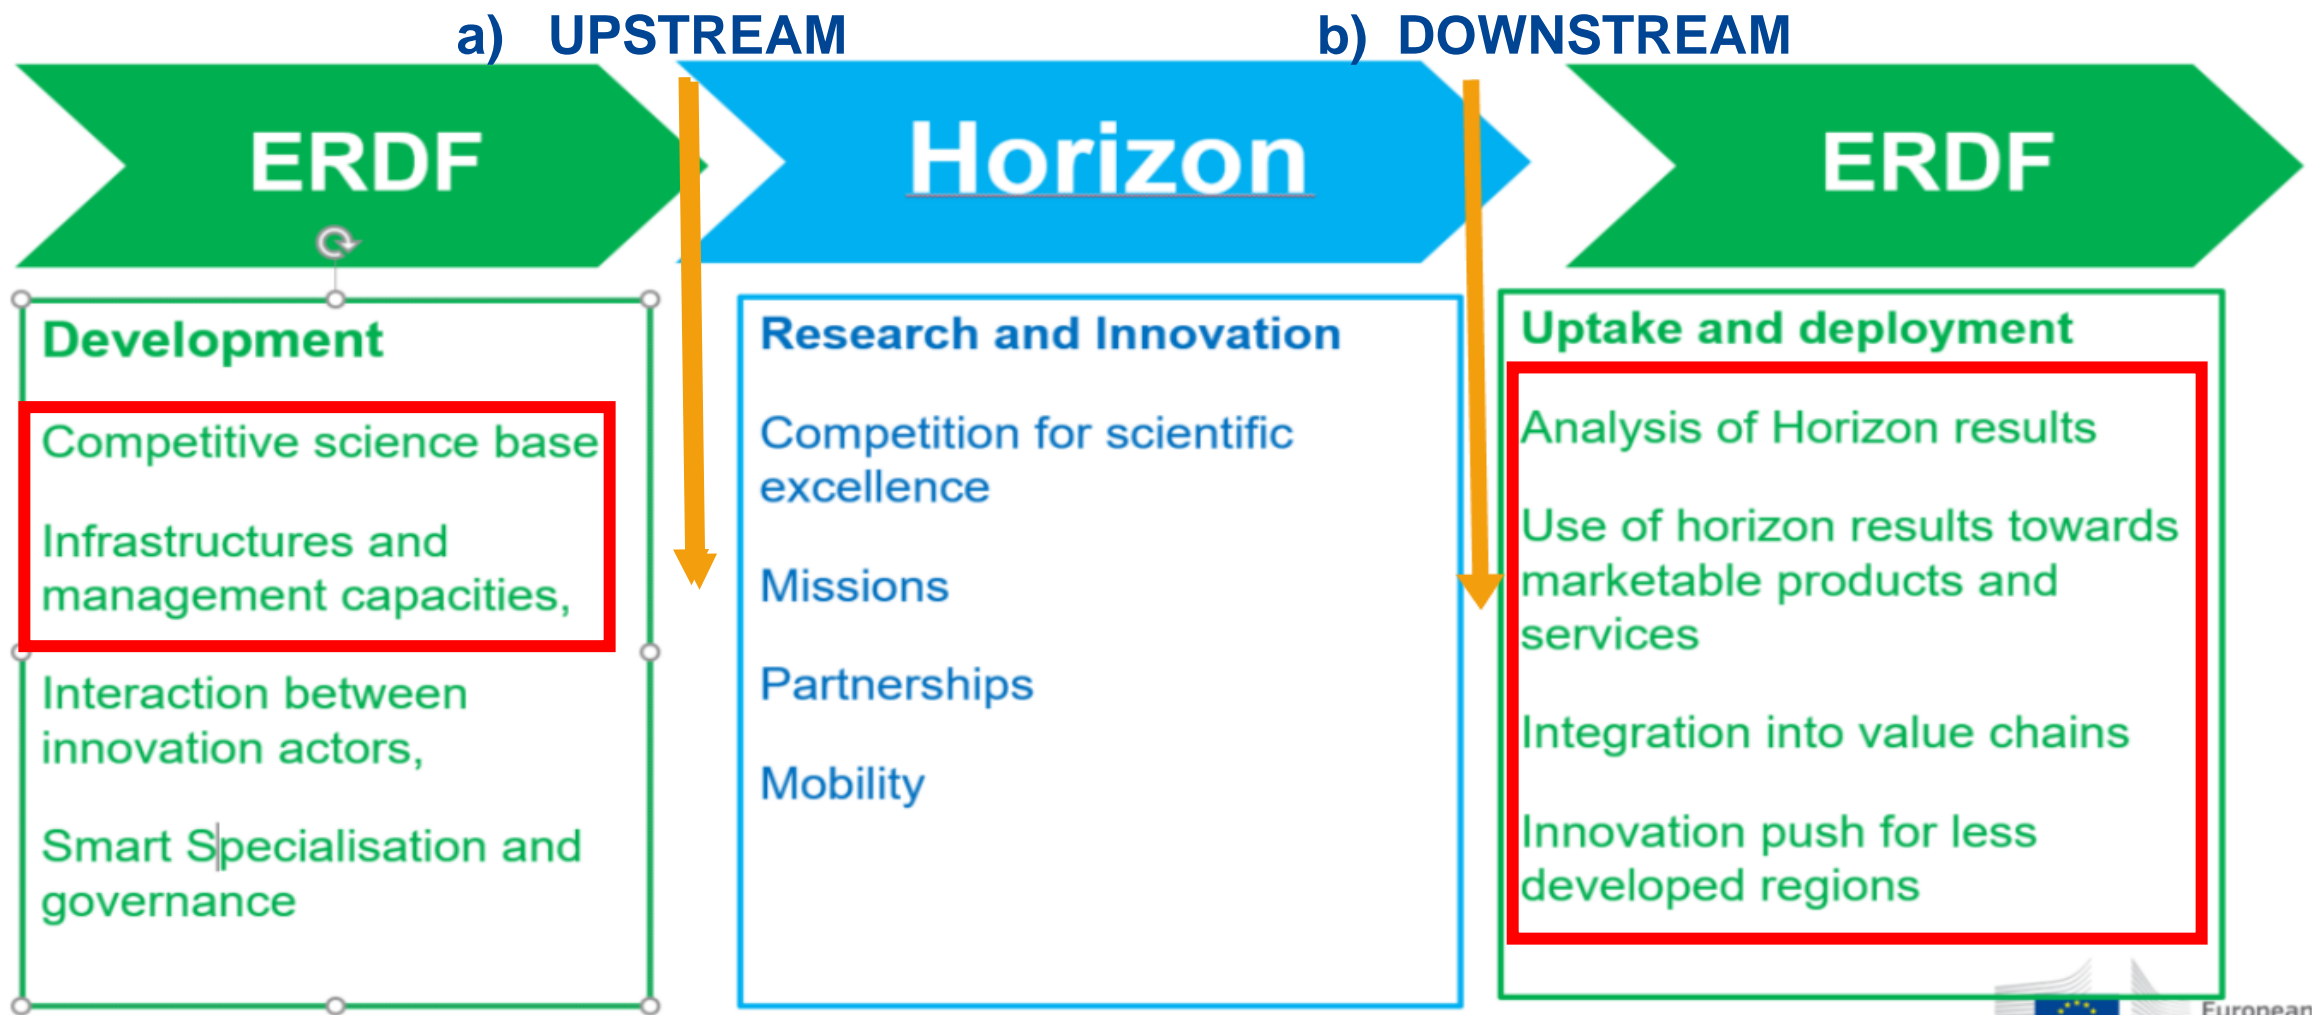 a) UPSTREAM
b) DOWNSTREAM
ERDF
Horizon
ERDF
Development
Competitive science base
Infrastructures and
management capacities,
Interaction between
innovation actors,
Smart Specialisation and
governance
Research and Innovation
Competition for scientific
excellence
Missions
Partnerships
Mobility
Uptake and deployment
Analysis of Horizon results
Use of horizon results towards
marketable products and
services
Integration into value chains
Innovation push for less
developed regions
European